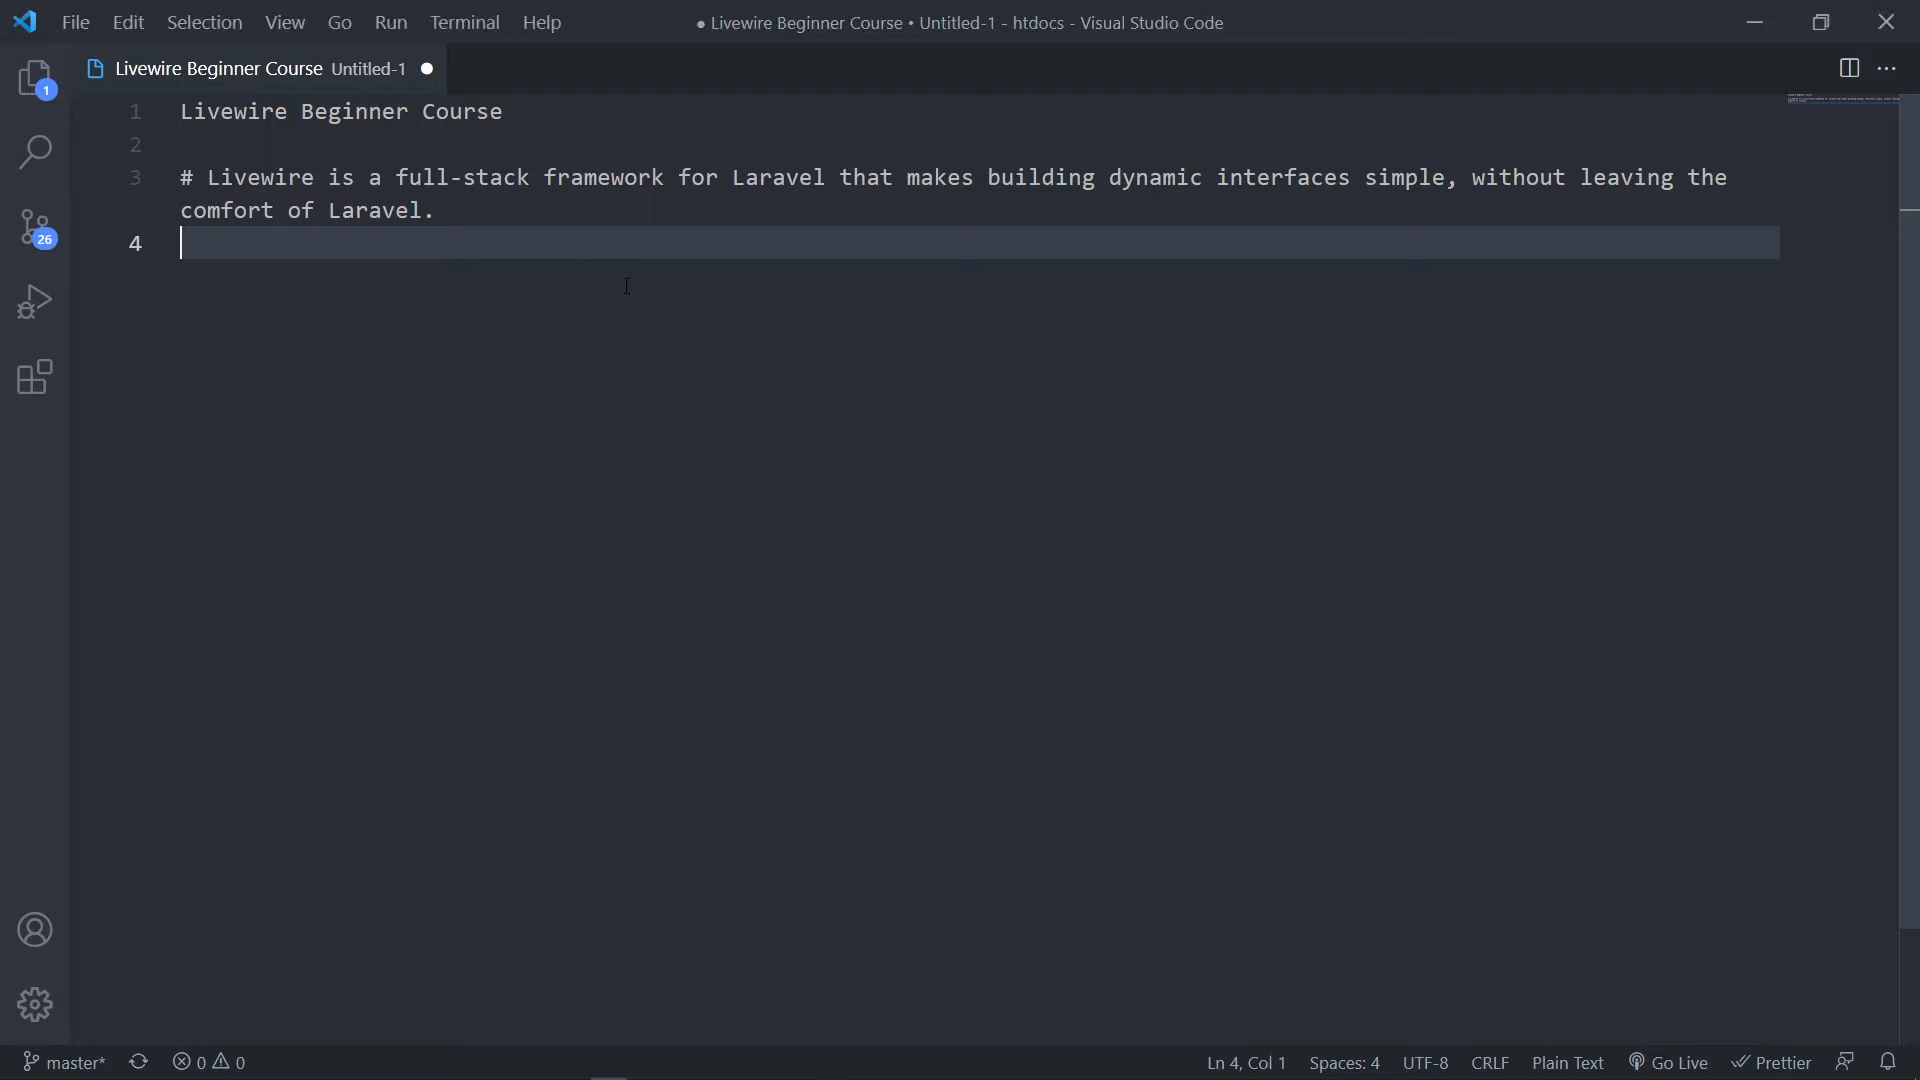 File Edit Selection View Go Run Terminal Help ● Livewire Beginner Course • Untitled-1 - htdocs - Visual Studio Code
Livewire Beginner Course Untitled-1
1
26
1 Livewire Beginner Course
2
3 # Livewire is a full-stack framework for Laravel that makes building dynamic interfaces simple, without leaving the
comfort of Laravel.
4
master* 0 0 Ln 4, Col 1 Spaces: 4 UTF-8 CRLF Plain Text Go Live Prettier